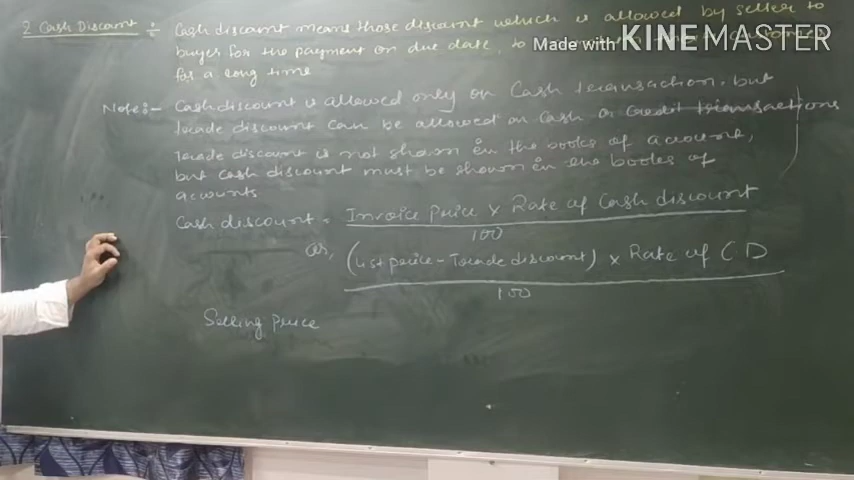 2 Cash Discount :- Cash discount means those discount which is allowed by seller to
buyer for the payment on due date, to
for a long time
Made with KINEMASTER
Note:- Cash discount is allowed only on Cash transaction. but
trade discount can be allowed on cash or credit transactions
Trade discount is not shown in the books of account,
but cash discount must be shown in the books of
accounts
Cash discount = Invoice price x Rate of Cash discount
100
or, (List price - Trade discount) x Rate of C D
100
Selling price